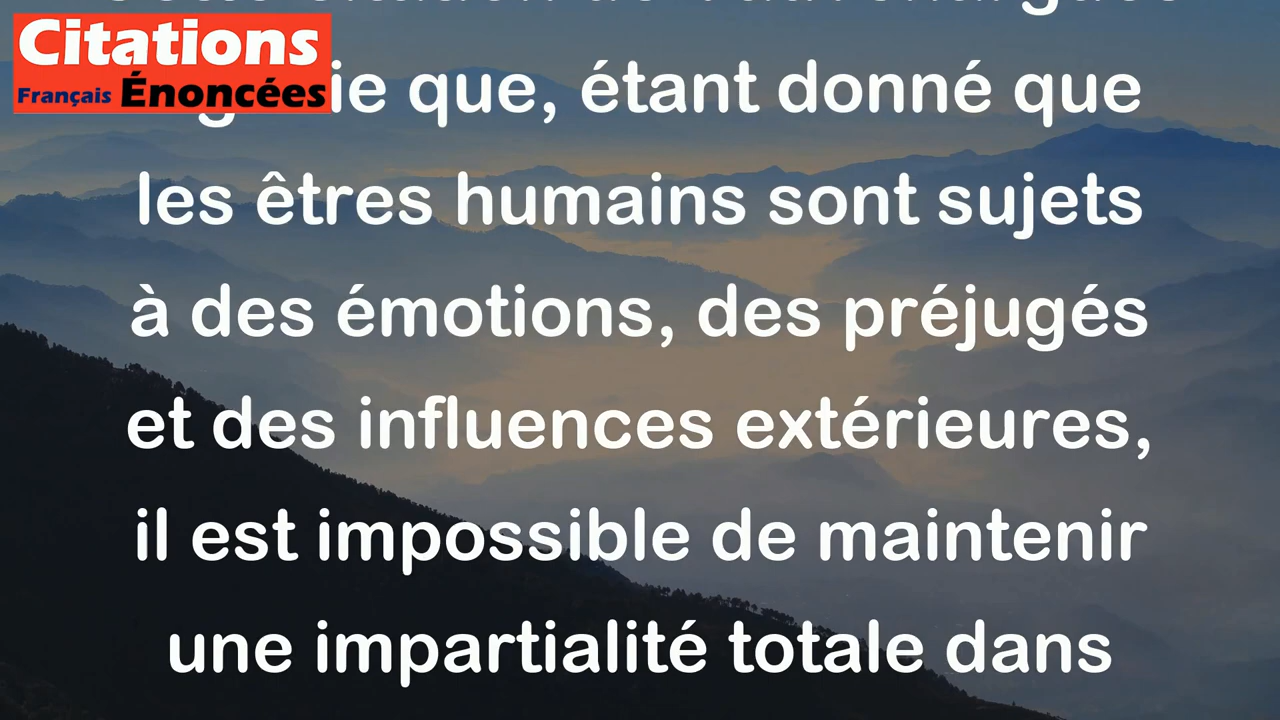 Citations
Français Énoncées
que, étant donné que
les êtres humains sont sujets
à des émotions, des préjugés
et des influences extérieures,
il est impossible de maintenir
une impartialité totale dans